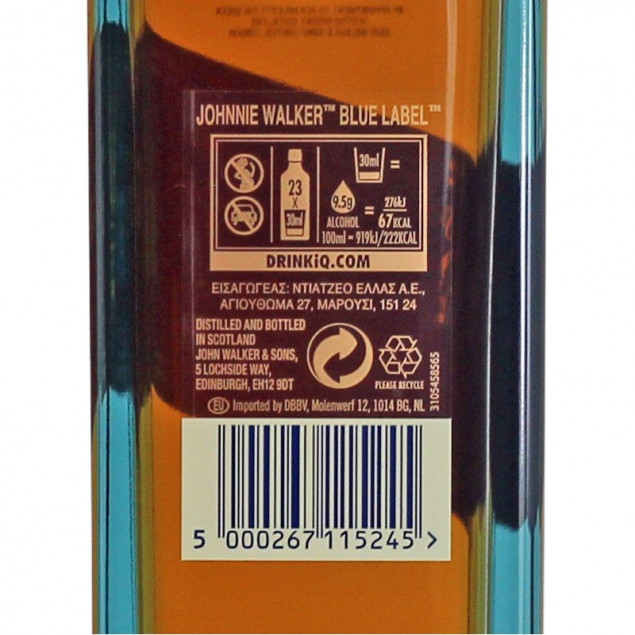 JOHNNIE WALKER™ BLUE LABEL™
30ml =
23
X
30ml
9.5g
ALCOHOL
= 276kJ
67KCAL
100ml = 919kJ/222KCAL
DRINKiQ.COM
ΕΙΣΑΓΩΓΕΑΣ: ΝΤΙΑΤΖΕΟ ΕΛΛΑΣ Α.Ε.,
ΑΓΙΟΥΘΩΜΑ 27, ΜΑΡΟΥΣΙ, 151 24
DISTILLED AND BOTTLED
IN SCOTLAND
JOHN WALKER & SONS,
5 LOCHSIDE WAY,
EDINBURGH, EH12 9DT
PLEASE RECYCLE
3105458565
EU Imported by DBBV, Molenwerf 12, 1014 BG, NL
5 000267 115245 >